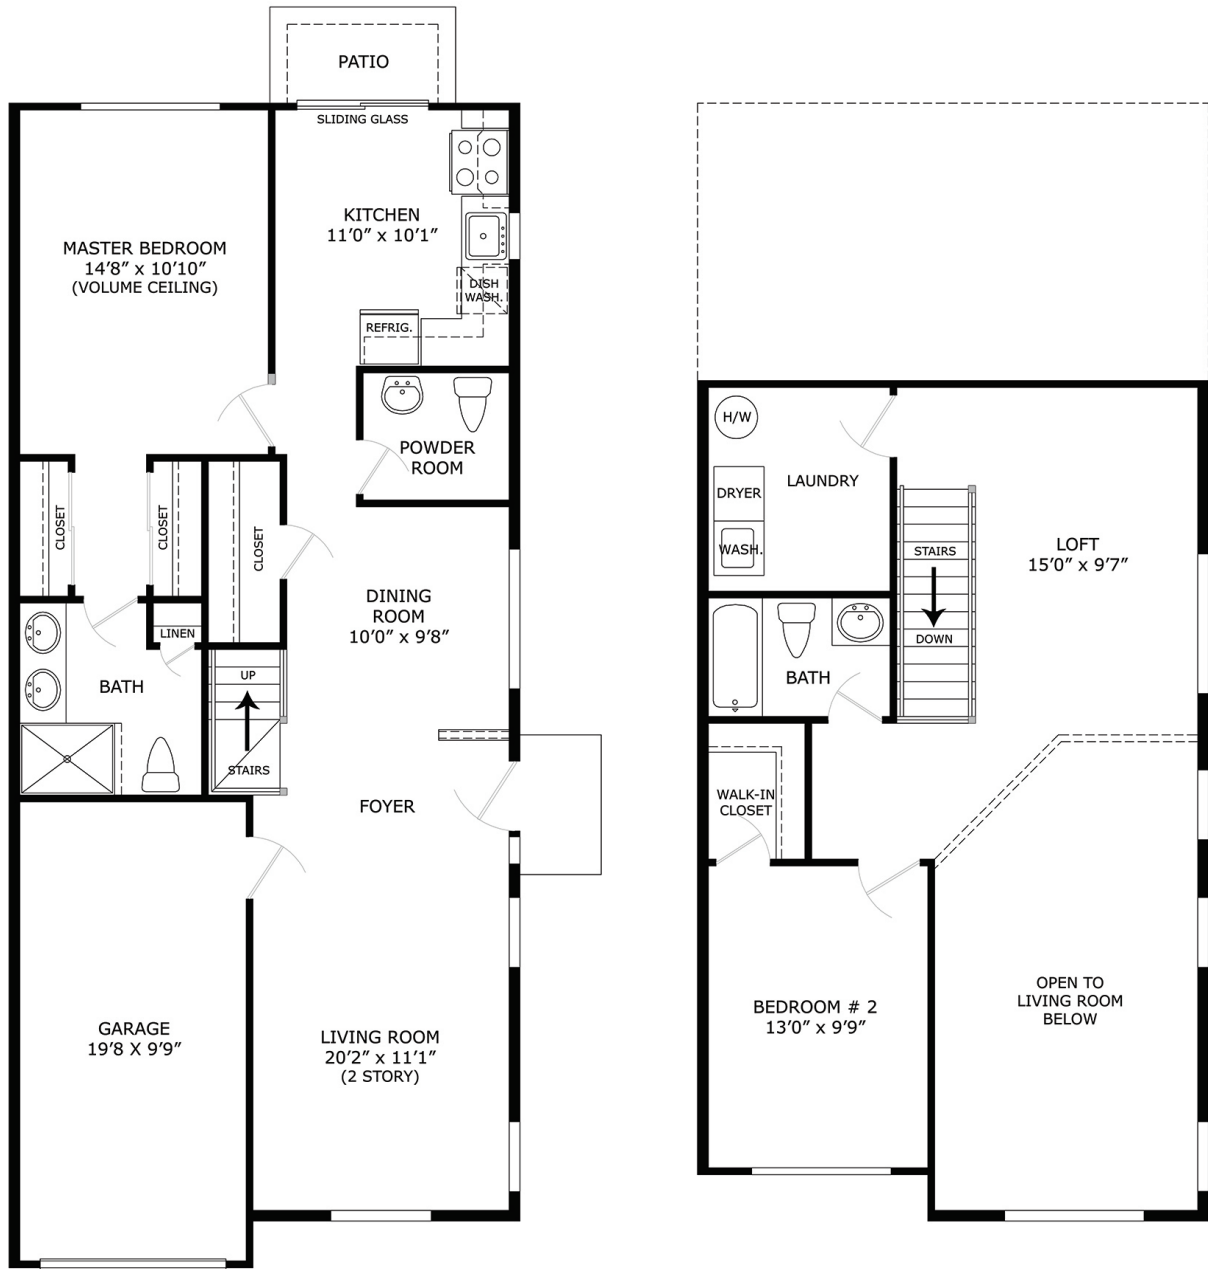 PATIO
SLIDING GLASS
KITCHEN
11’0” x 10’1”
MASTER BEDROOM
14’8” x 10’10”
(VOLUME CEILING)
DISH
WASH.
REFRIG.
POWDER
ROOM
CLOSET
CLOSET
CLOSET
DINING
ROOM
10’0” x 9’8”
LINEN
BATH
UP
STAIRS
FOYER
GARAGE
19’8 X 9’9”
LIVING ROOM
20’2” x 11’1”
(2 STORY)
H/W
LAUNDRY
DRYER
WASH.
STAIRS
DOWN
LOFT
15’0” x 9’7”
BATH
WALK-IN
CLOSET
BEDROOM # 2
13’0” x 9’9”
OPEN TO
LIVING ROOM
BELOW